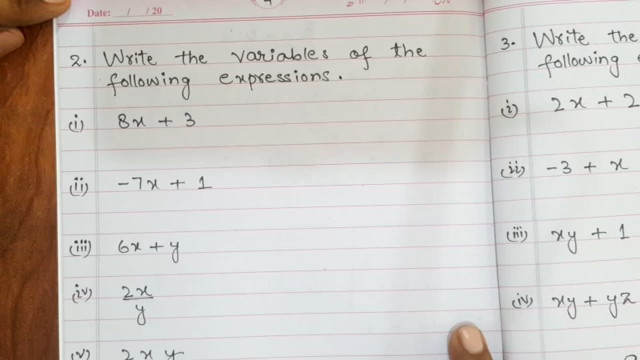 Date: / / 20
2. Write the variables of the
following expressions.
(i) 8x + 3
(ii) -7x + 1
(iii) 6x + y
(iv) 2x
y
(v)
3. Write the
following
(i) 2x + 2
(ii) -3 + x
(iii) xy + 1
(iv) xy + yz